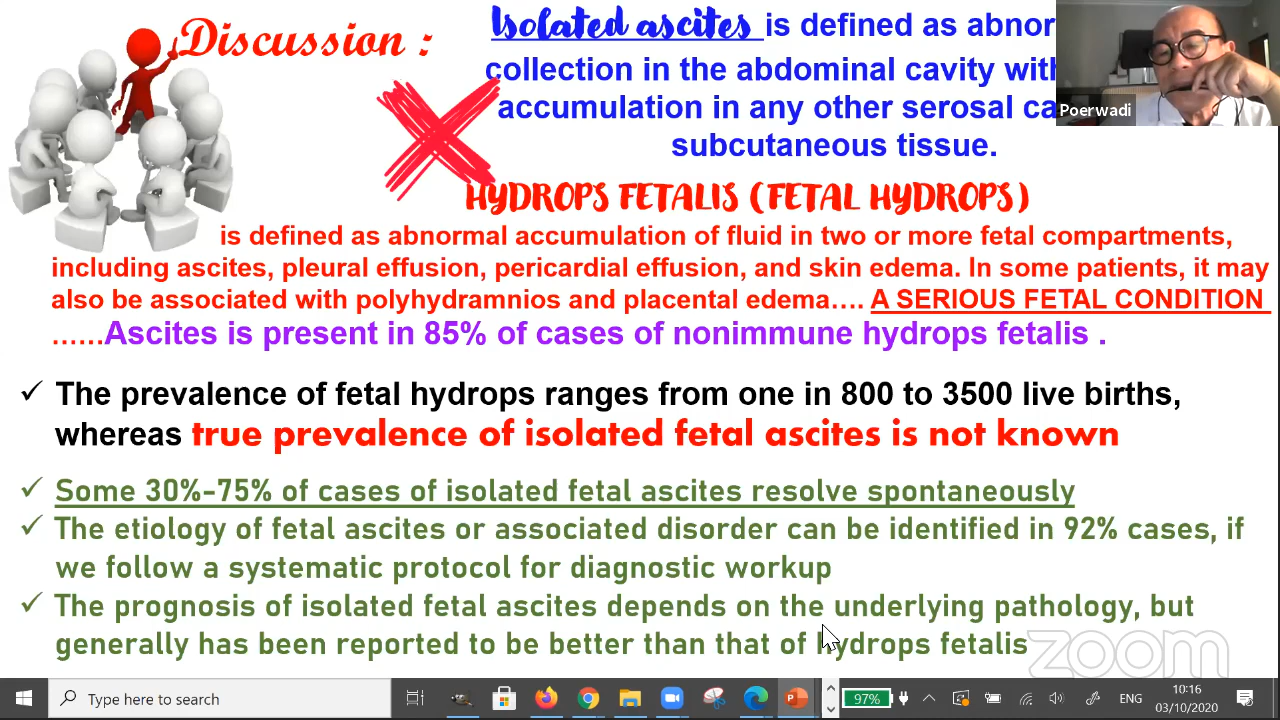 Discussion :
Isolated ascites is defined as
collection in the abdominal cavity
accumulation in any other serosal
subcutaneous tissue.
Poerwadi
HYDROPS FETALIS (FETAL HYDROPS)
is defined as abnormal accumulation of fluid in two or more fetal compartments,
including ascites, pleural effusion, pericardial effusion, and skin edema. In some patients, it may
also be associated with polyhydramnios and placental edema.... A SERIOUS FETAL CONDITION
......Ascites is present in 85% of cases of nonimmune hydrops fetalis .
✓ The prevalence of fetal hydrops ranges from one in 800 to 3500 live births,
whereas true prevalence of isolated fetal ascites is not known
✓ Some 30%-75% of cases of isolated fetal ascites resolve spontaneously
✓ The etiology of fetal ascites or associated disorder can be identified in 92% cases, if
we follow a systematic protocol for diagnostic workup
✓ The prognosis of isolated fetal ascites depends on the underlying pathology, but
generally has been reported to be better than that of hydrops fetalis
zoom
Type here to search
97%
ENG
10:16
03/10/2020